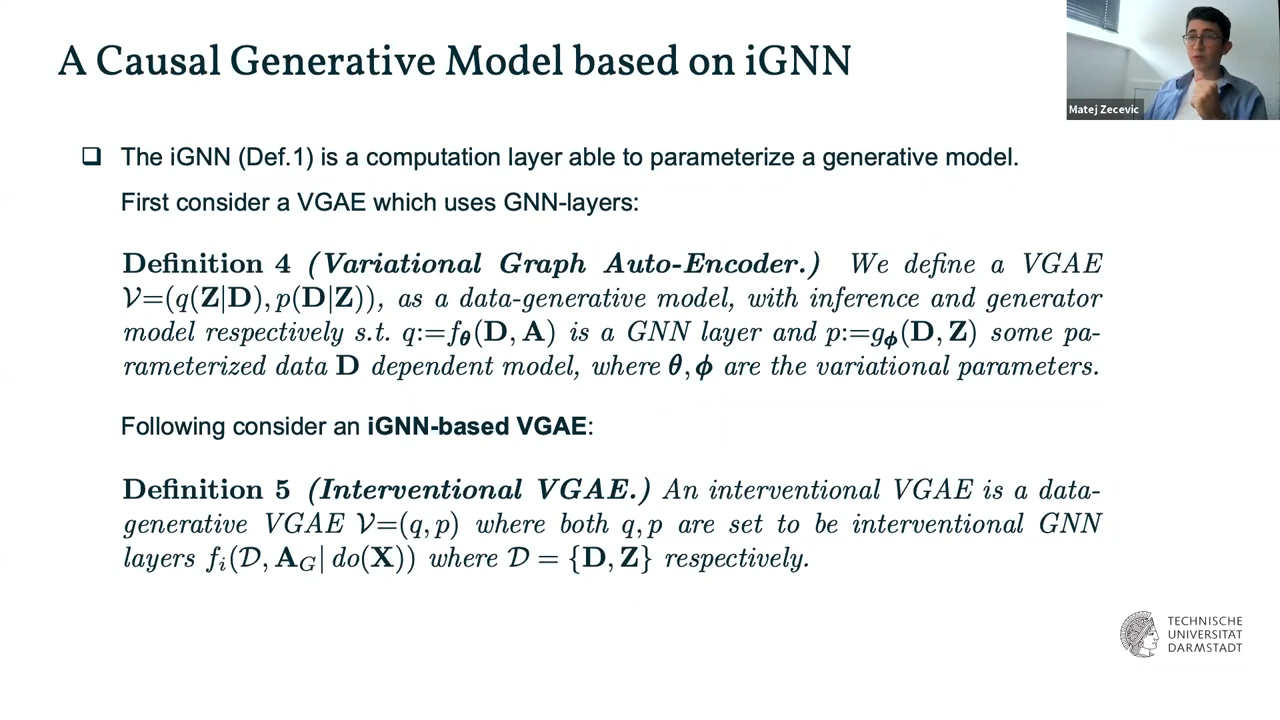 A Causal Generative Model based on iGNN
Matej Zecevic
❑ The iGNN (Def.1) is a computation layer able to parameterize a generative model.
First consider a VGAE which uses GNN-layers:
Definition 4 (Variational Graph Auto-Encoder.) We define a VGAE
𝒱=(q(Z|D), p(D|Z)), as a data-generative model, with inference and generator
model respectively s.t. q:=f_θ(D, A) is a GNN layer and p:=g_ϕ(D, Z) some pa-
rameterized data D dependent model, where θ, ϕ are the variational parameters.
Following consider an iGNN-based VGAE:
Definition 5 (Interventional VGAE.) An interventional VGAE is a data-
generative VGAE 𝒱=(q, p) where both q, p are set to be interventional GNN
layers f_i(𝒟, A_G| do(X)) where 𝒟 = {D, Z} respectively.
TECHNISCHE
UNIVERSITÄT
DARMSTADT